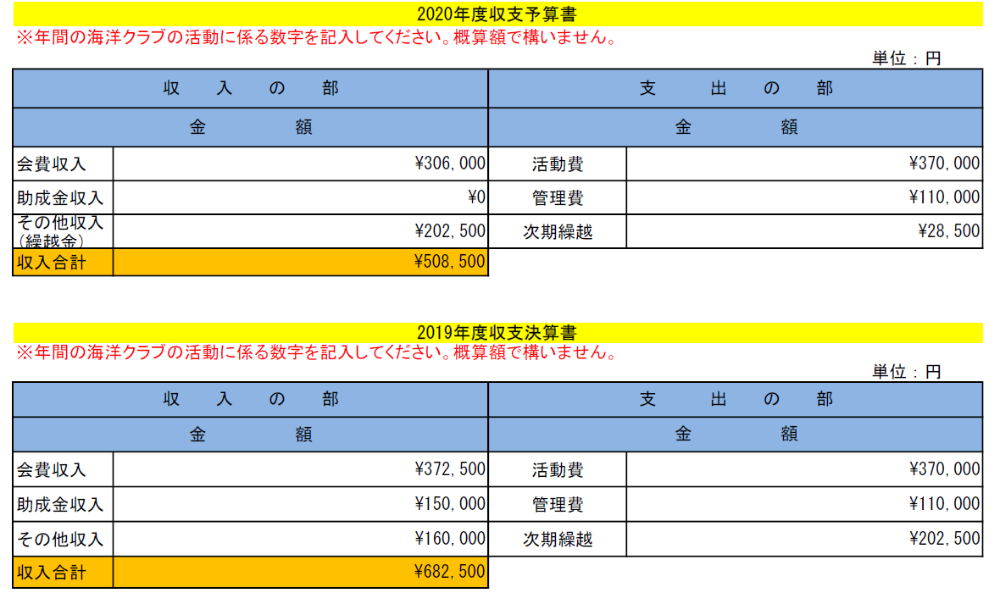 2020年度収支予算書
※年間の海洋クラブの活動に係る数字を記入してください。概算額で構いません。
単位：円
収入の部 支出の部
金額 金額
会費収入 ¥306,000 活動費 ¥370,000
助成金収入 ¥0 管理費 ¥110,000
その他収入
(繰越金) ¥202,500 次期繰越 ¥28,500
収入合計 ¥508,500
2019年度収支決算書
※年間の海洋クラブの活動に係る数字を記入してください。概算額で構いません。
単位：円
収入の部 支出の部
金額 金額
会費収入 ¥372,500 活動費 ¥370,000
助成金収入 ¥150,000 管理費 ¥110,000
その他収入 ¥160,000 次期繰越 ¥202,500
収入合計 ¥682,500